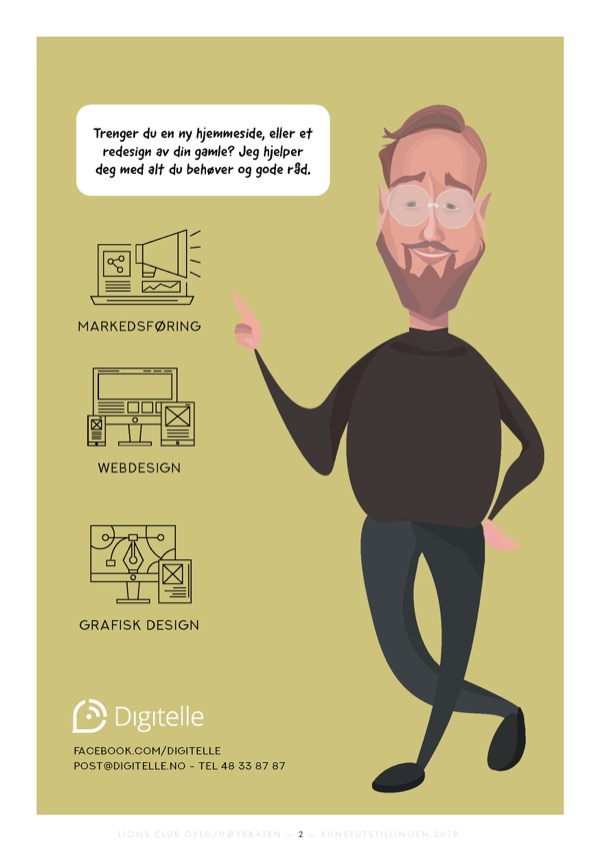 Trenger du en ny hjemmeside, eller et
redesign av din gamle? Jeg hjelper
deg med alt du behøver og gode råd.
MARKEDSFØRING
WEBDESIGN
GRAFISK DESIGN
Digitelle
FACEBOOK.COM/DIGITELLE
POST@DIGITELLE.NO - TEL 48 33 87 87
LIONS CLUB OSLO/HØYBRÅTEN — 2 — KUNSTUTSTILLINGEN 2019